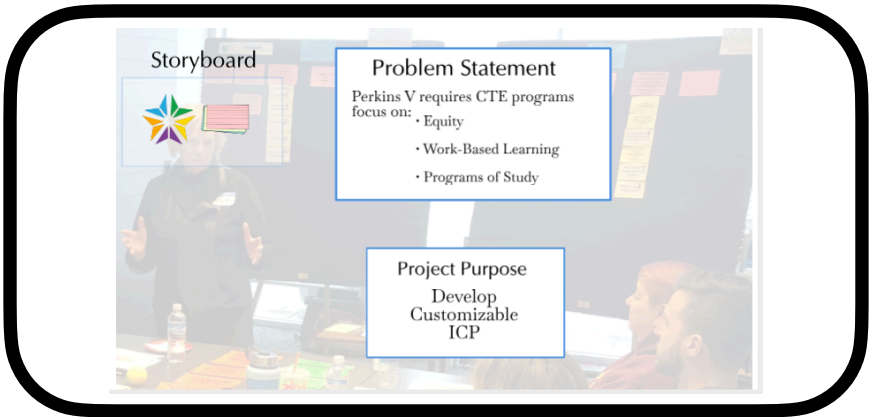 Storyboard
Problem Statement
Perkins V requires CTE programs
focus on:
· Equity
· Work-Based Learning
· Programs of Study
Project Purpose
Develop
Customizable
ICP